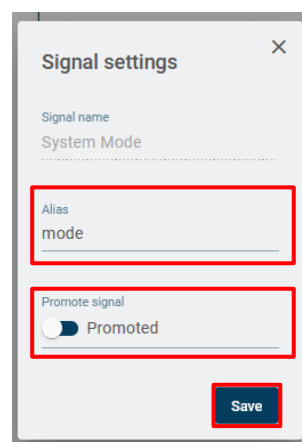 Signal settings
Signal name
System Mode
Alias
mode
Promote signal
Promoted
Save